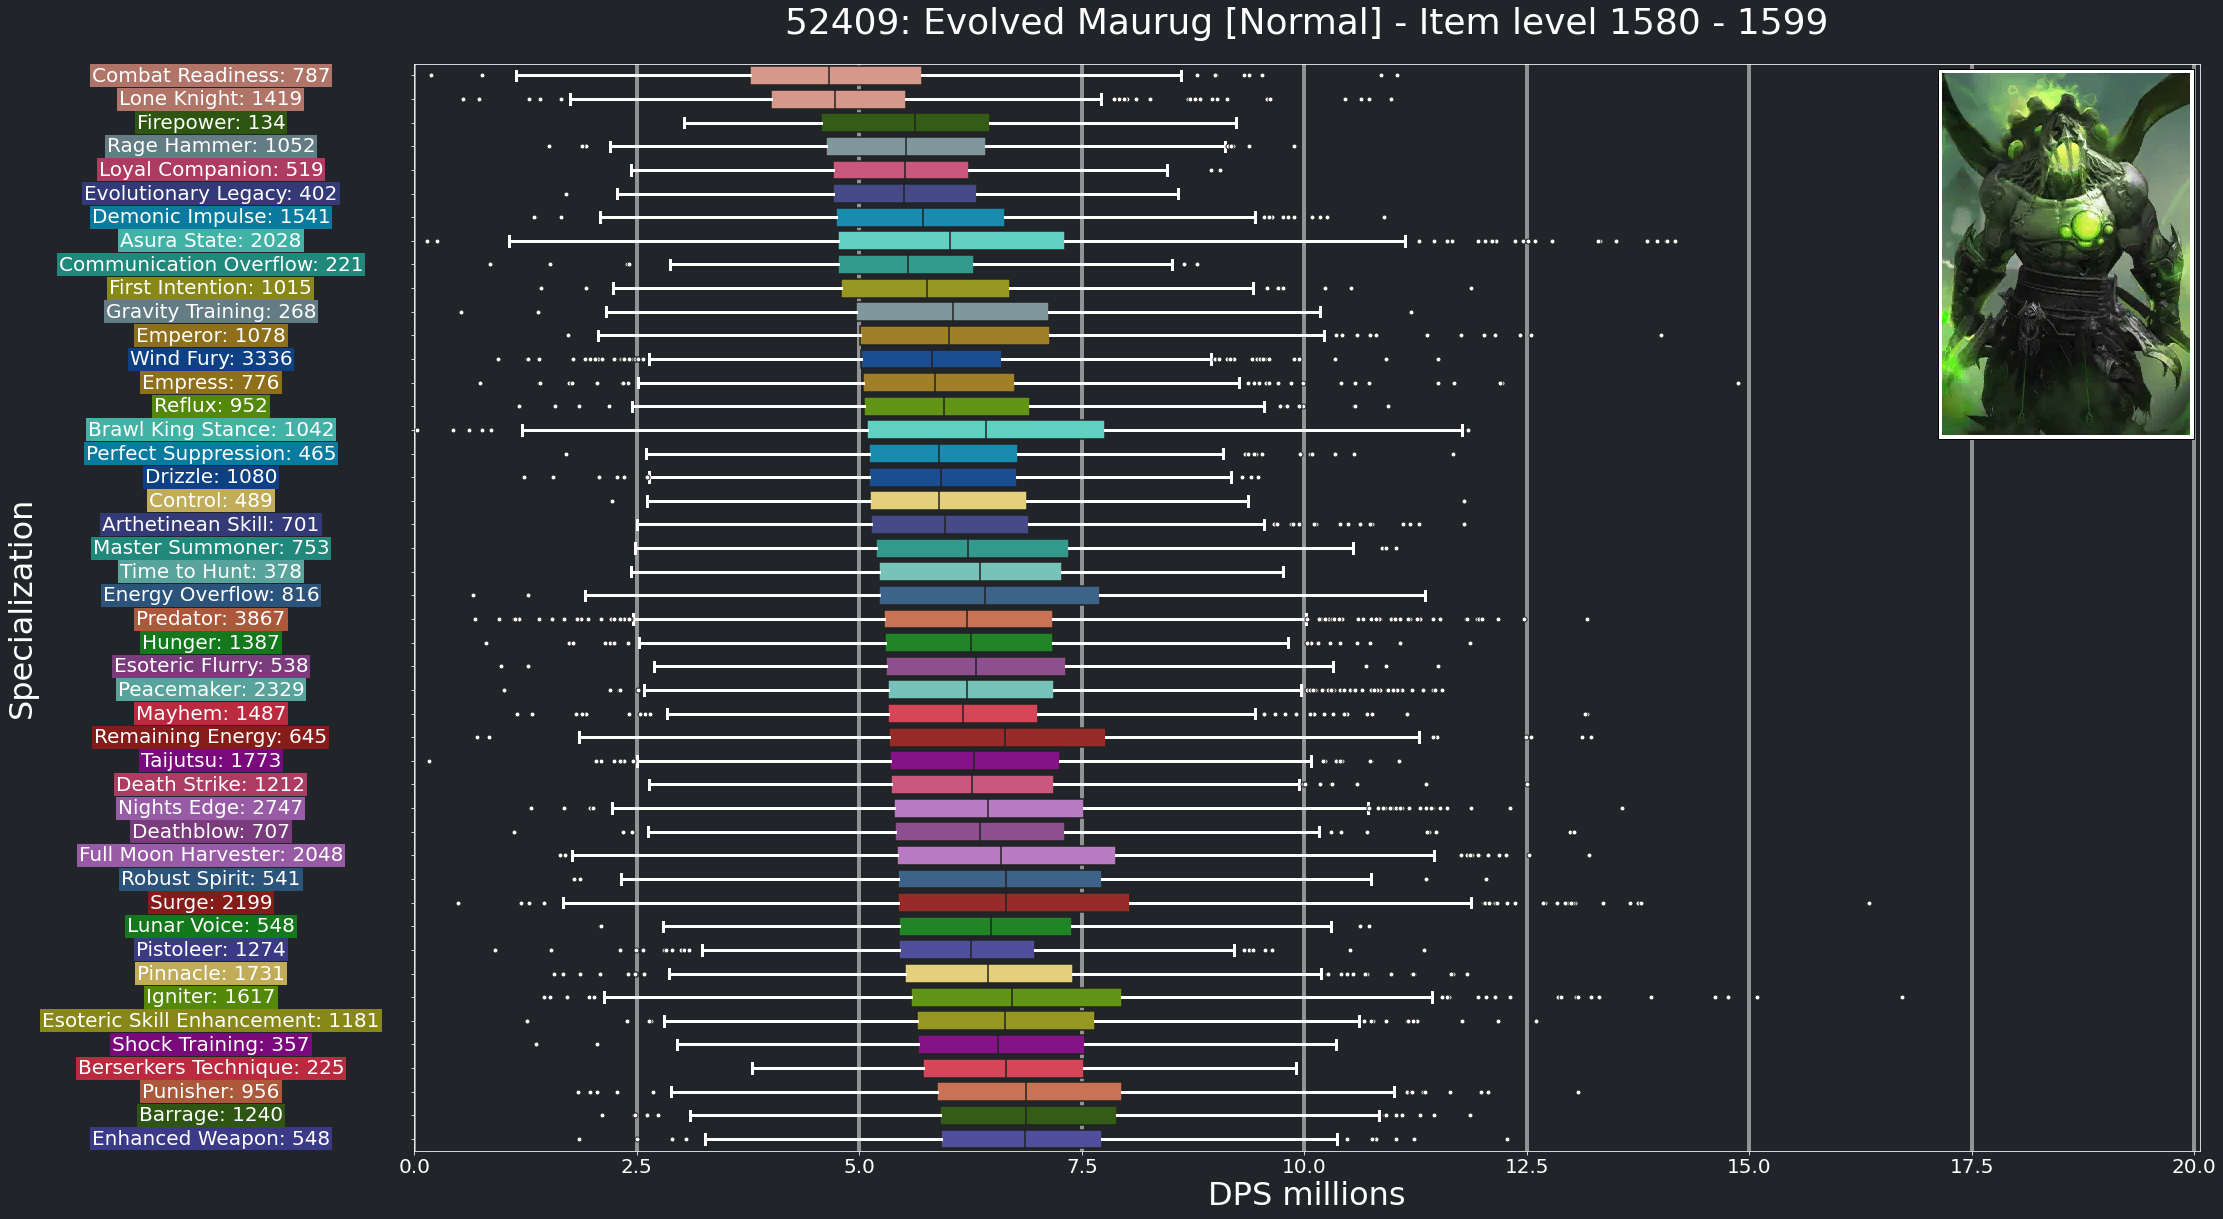 52409: Evolved Maurug [Normal] - Item level 1580 - 1599
Specialization
Combat Readiness: 787
Lone Knight: 1419
Firepower: 134
Rage Hammer: 1052
Loyal Companion: 519
Evolutionary Legacy: 402
Demonic Impulse: 1541
Asura State: 2028
Communication Overflow: 221
First Intention: 1015
Gravity Training: 268
Emperor: 1078
Wind Fury: 3336
Empress: 776
Reflux: 952
Brawl King Stance: 1042
Perfect Suppression: 465
Drizzle: 1080
Control: 489
Arthetinean Skill: 701
Master Summoner: 753
Time to Hunt: 378
Energy Overflow: 816
Predator: 3867
Hunger: 1387
Esoteric Flurry: 538
Peacemaker: 2329
Mayhem: 1487
Remaining Energy: 645
Taijutsu: 1773
Death Strike: 1212
Nights Edge: 2747
Deathblow: 707
Full Moon Harvester: 2048
Robust Spirit: 541
Surge: 2199
Lunar Voice: 548
Pistoleer: 1274
Pinnacle: 1731
Igniter: 1617
Esoteric Skill Enhancement: 1181
Shock Training: 357
Berserkers Technique: 225
Punisher: 956
Barrage: 1240
Enhanced Weapon: 548
0.0 2.5 5.0 7.5 10.0 12.5 15.0 17.5 20.0
DPS millions